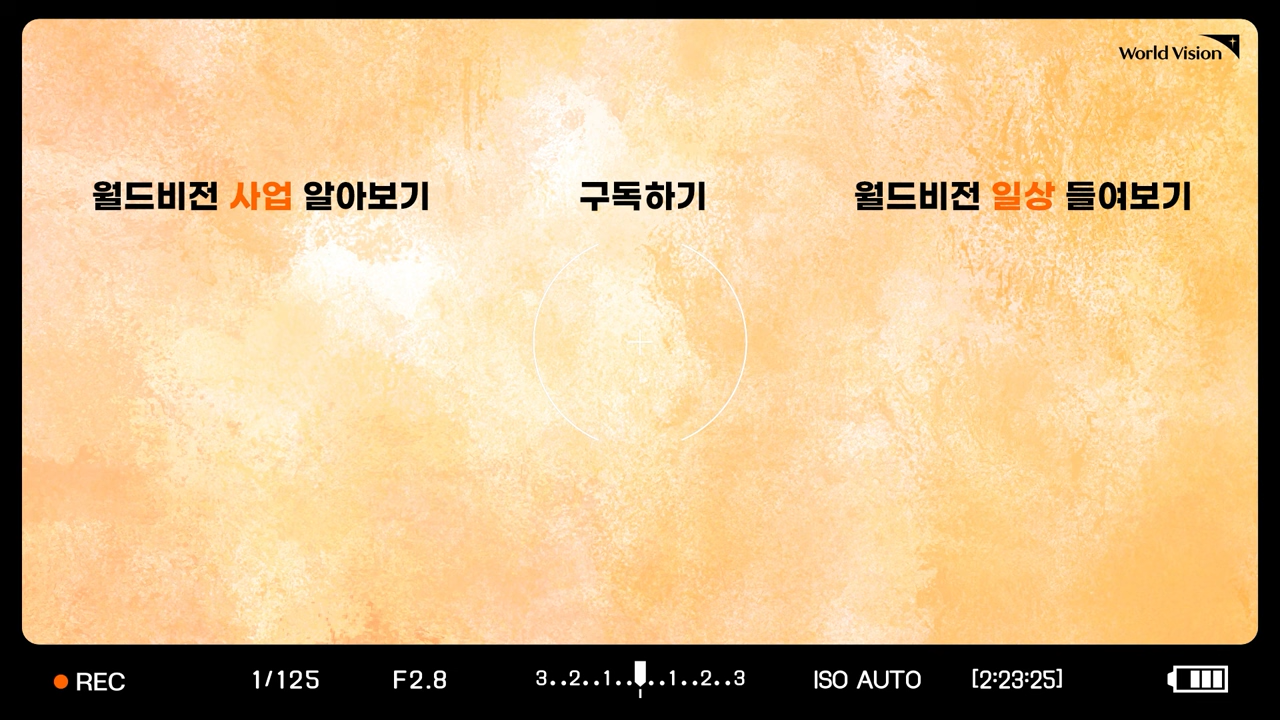 World Vision
월드비전 사업 알아보기
구독하기
월드비전 일상 들여보기
REC
1/125
F2.8
3..2..1....1..2..3
ISO AUTO
[2:23:25]